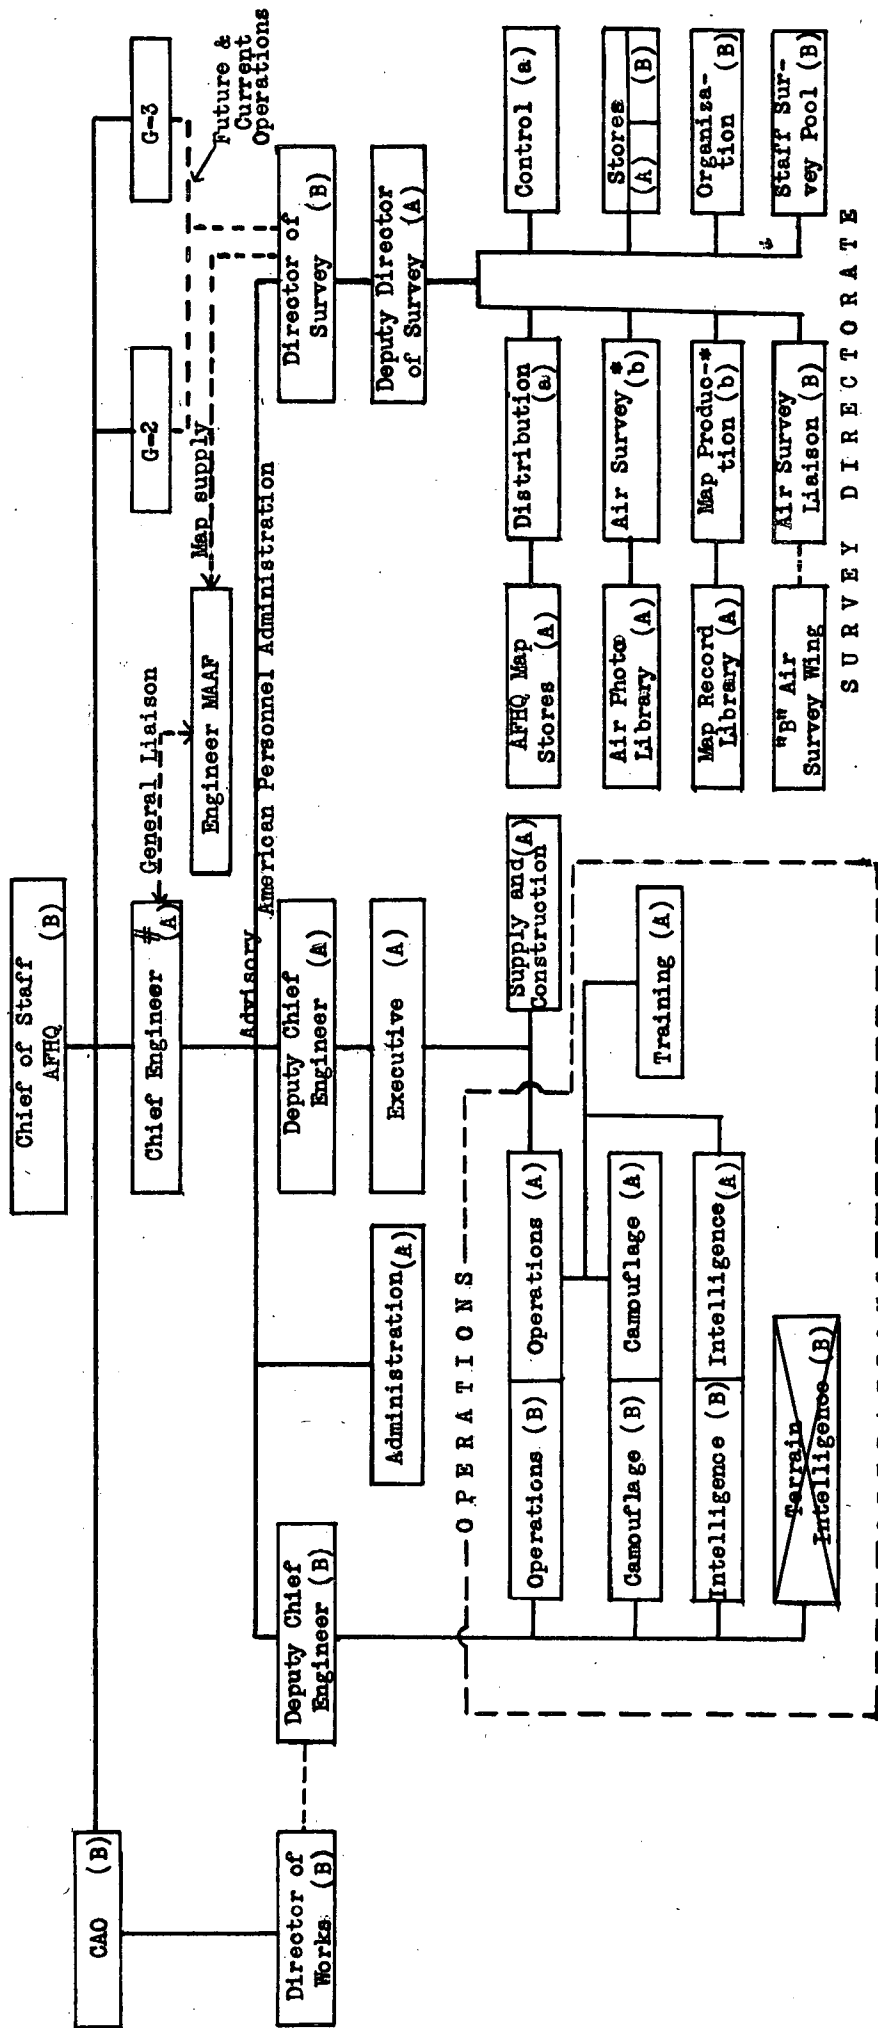 Chief of Staff
AFHQ (B)
CAO (B)
Chief Engineer #
(A)
General Liaison
G-2
G-3
Future &
Current
Operations
Map supply
Engineer MAAF
Advisory
American Personnel Administration
Director of
Works (B)
Deputy Chief
Engineer (B)
Deputy Chief
Engineer (A)
Director of
Survey (B)
Administration (A)
Executive (A)
Deputy Director
of Survey (A)
OPERATIONS
Operations (B)
Operations (A)
Supply and (A)
Construction
Camouflage (B)
Camouflage (A)
Training (A)
Intelligence (B)
Intelligence (A)
Terrain
Intelligence (B)
AFHQ Map
Stores (A)
Distribution
(a)
Control (a)
Air Photo
Library (A)
Air Survey*
(b)
Stores
(A) (B)
Map Record
Library (A)
Map Produc-*
tion (b)
Organiza-
tion (B)
"B" Air
Survey Wing
Air Survey
Liaison (B)
Staff Sur-
vey Pool (B)
SURVEY DIRECTORATE